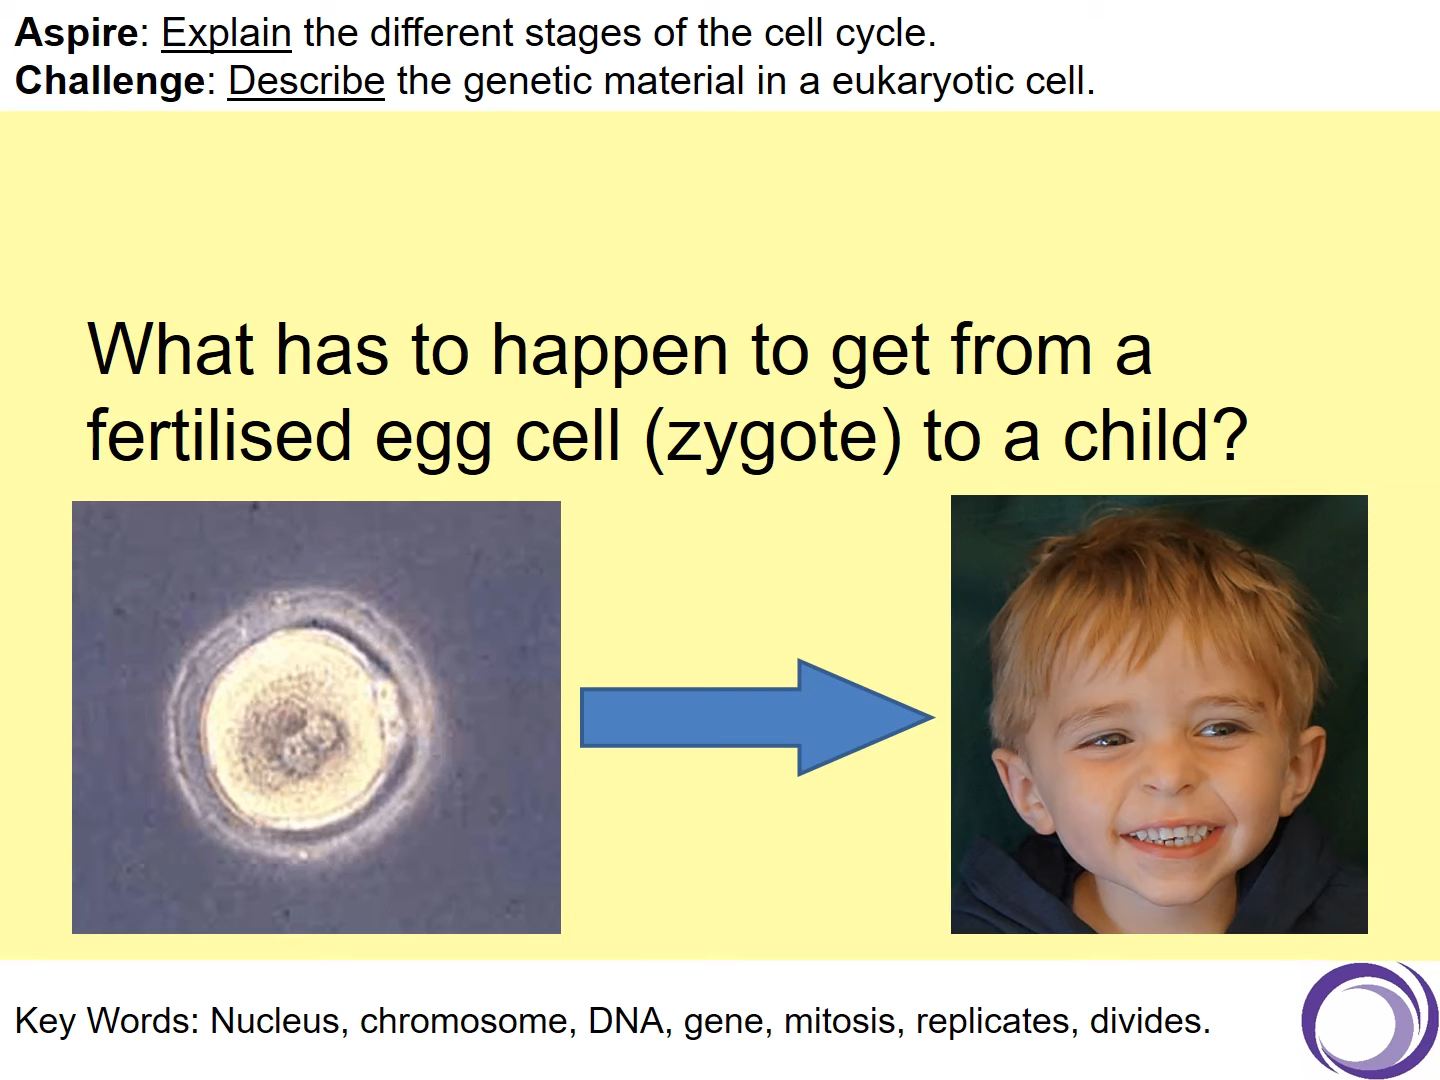 Aspire: Explain the different stages of the cell cycle.
Challenge: Describe the genetic material in a eukaryotic cell.
What has to happen to get from a
fertilised egg cell (zygote) to a child?
Key Words: Nucleus, chromosome, DNA, gene, mitosis, replicates, divides.